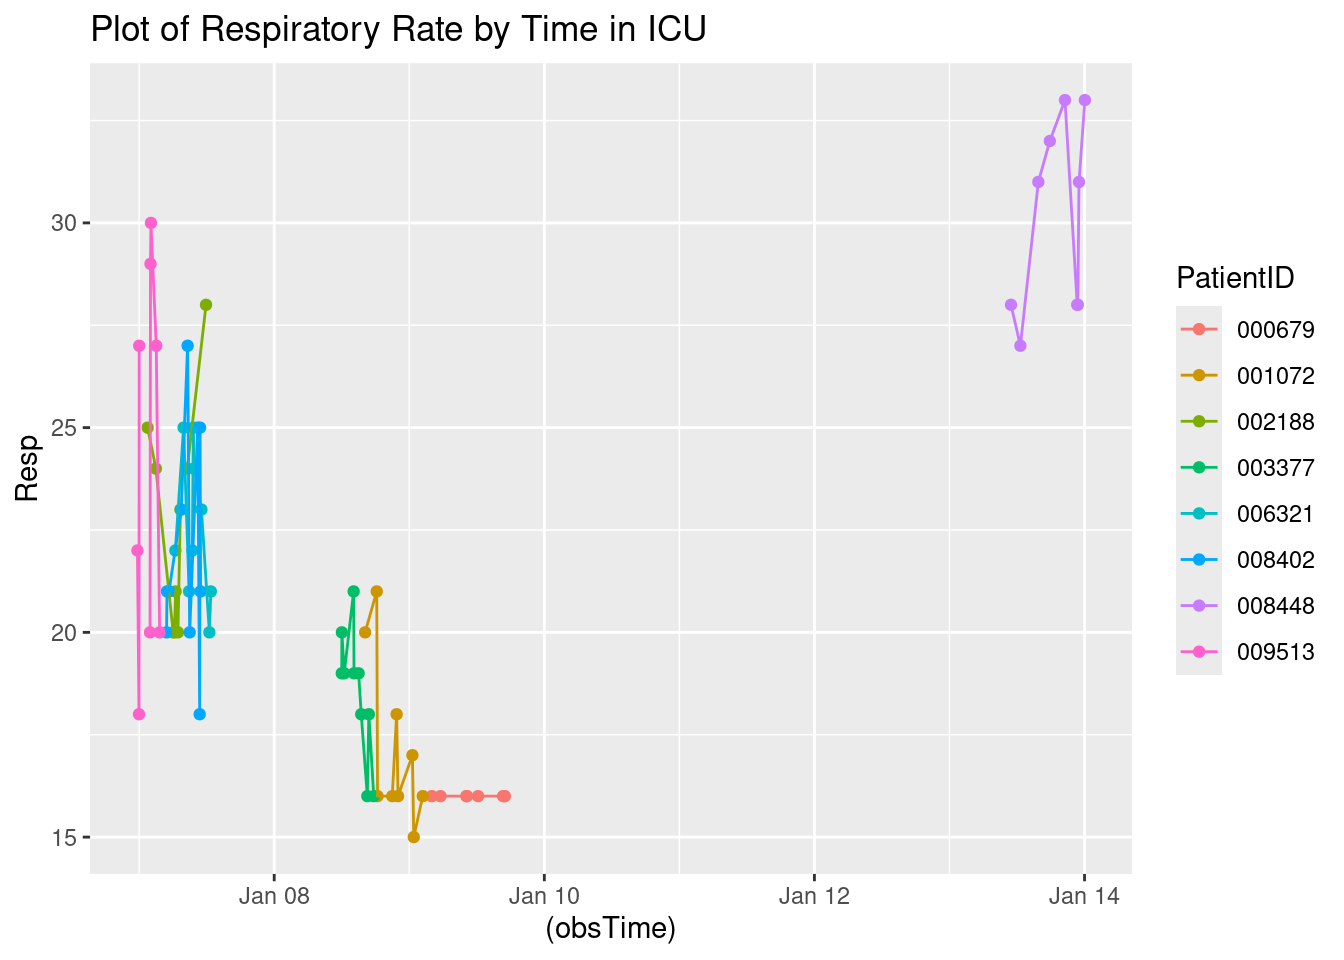 Plot of Respiratory Rate by Time in ICU
30
25
20
15
Resp
Jan 08
Jan 10
Jan 12
Jan 14
(obsTime)
PatientID
000679
001072
002188
003377
006321
008402
008448
009513